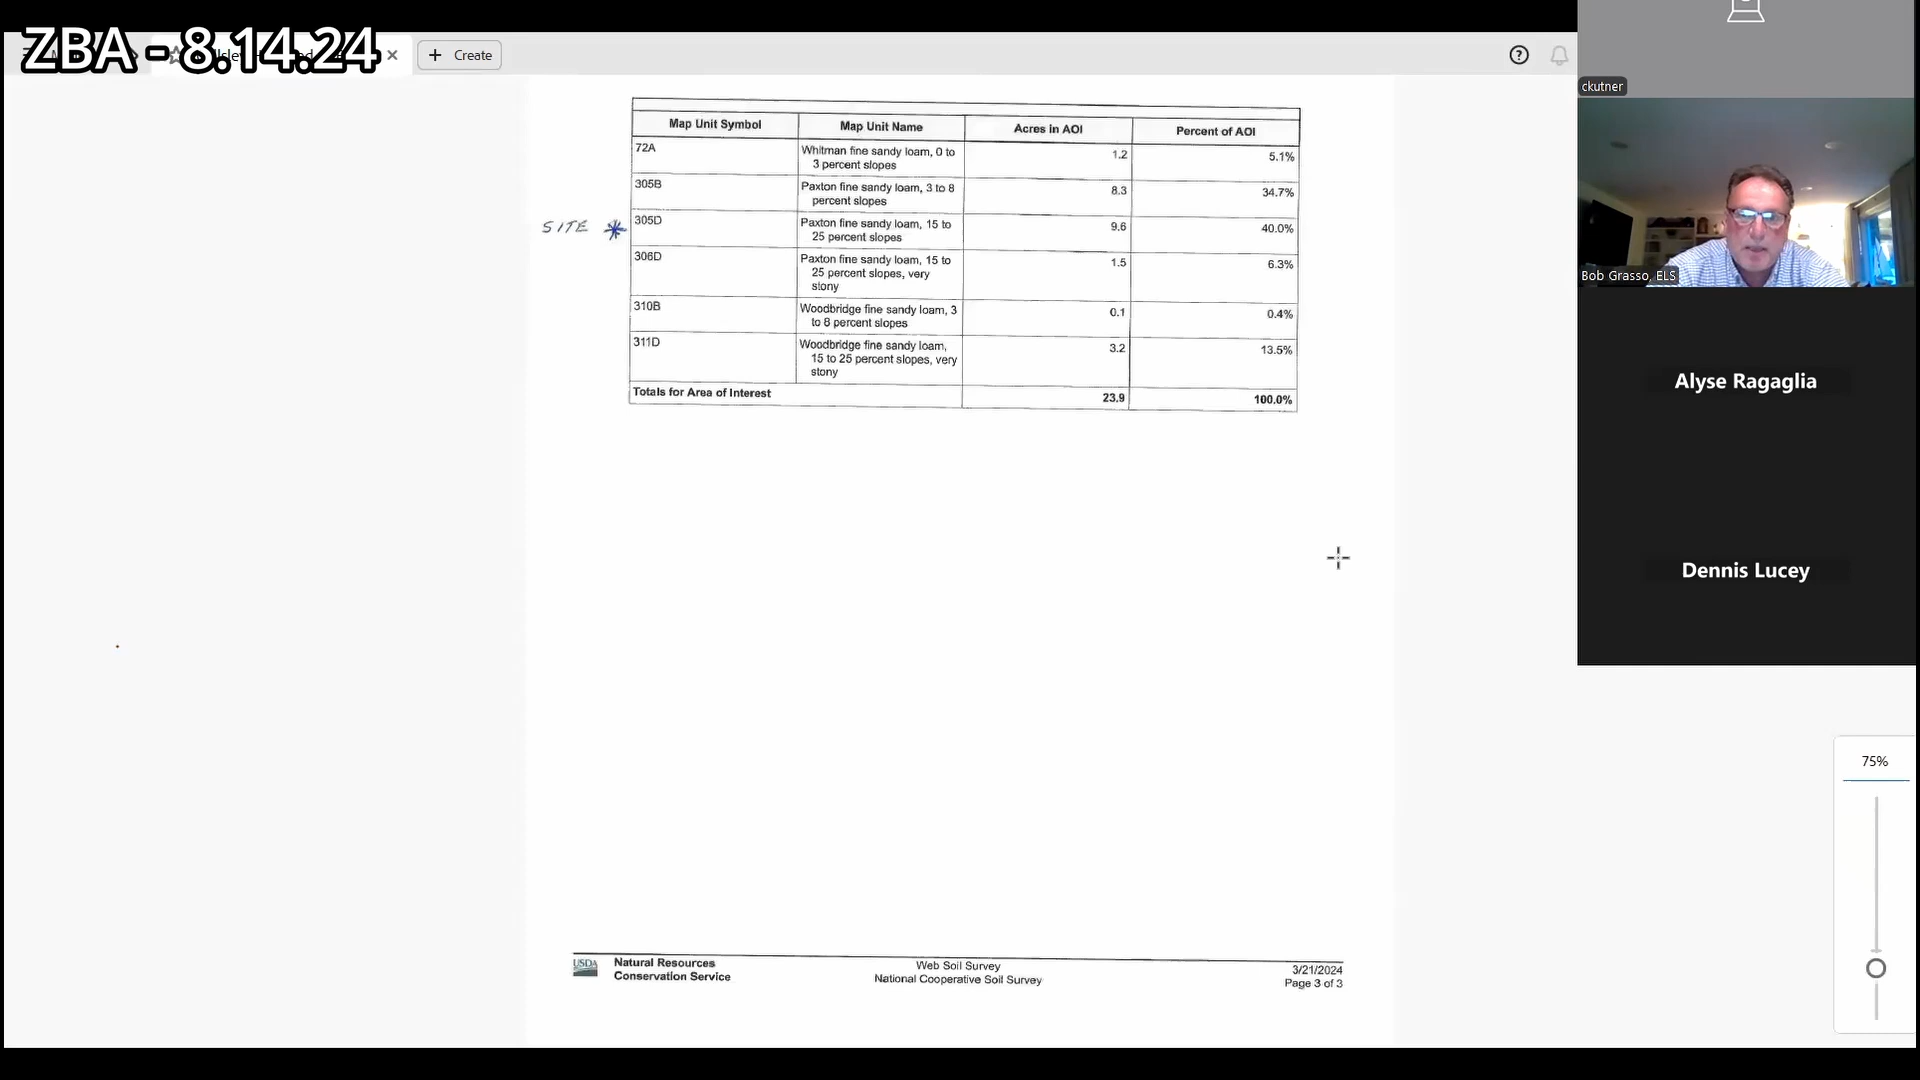 ZBA - 8.14.24
Create
ckutner
Bob Grasso, ELS
Alyse Ragaglia
Dennis Lucey
75%
Map Unit Symbol Map Unit Name Acres in AOI Percent of AOI
72A Whitman fine sandy loam, 0 to 1.2 5.1%
3 percent slopes
305B Paxton fine sandy loam, 3 to 8 8.3 34.7%
percent slopes
SITE * 305D Paxton fine sandy loam, 15 to 9.6 40.0%
25 percent slopes
306D Paxton fine sandy loam, 15 to 1.5 6.3%
25 percent slopes, very
stony
310B Woodbridge fine sandy loam, 3 0.1 0.4%
to 8 percent slopes
311D Woodbridge fine sandy loam, 3.2 13.5%
15 to 25 percent slopes, very
stony
Totals for Area of Interest 23.9 100.0%
USDA Natural Resources Web Soil Survey 3/21/2024
Conservation Service National Cooperative Soil Survey Page 3 of 3